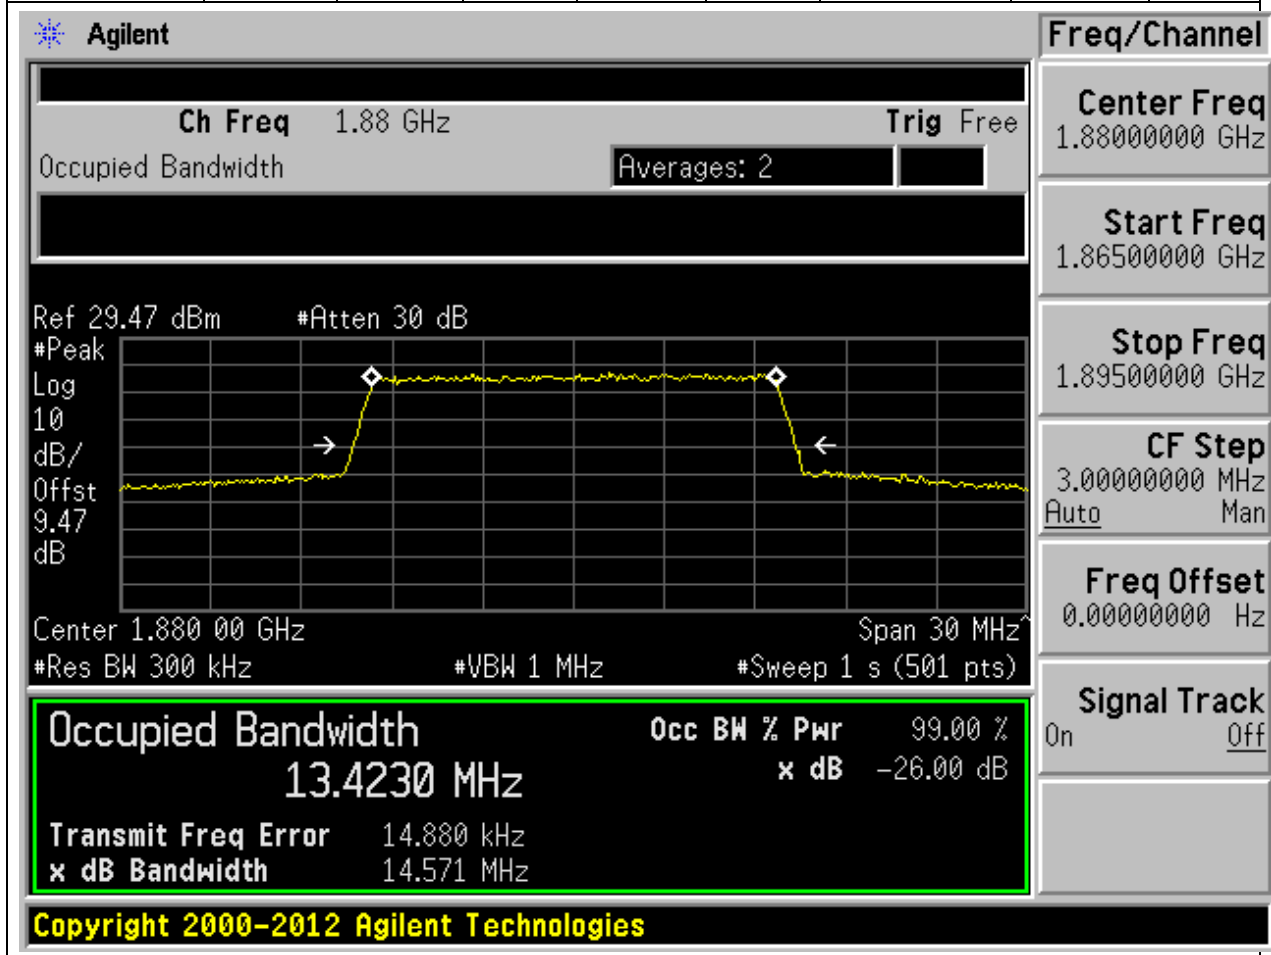 Agilent
Freq/Channel
Ch Freq 1.88 GHz Trig Free
Occupied Bandwidth Averages: 2
Center Freq
1.88000000 GHz
Start Freq
1.86500000 GHz
Stop Freq
1.89500000 GHz
CF Step
3.00000000 MHz
Auto Man
Freq Offset
0.00000000 Hz
Signal Track
On Off
Ref 29.47 dBm #Atten 30 dB
#Peak
Log
10
dB/
Offst
9.47
dB
Center 1.880 00 GHz Span 30 MHz^
#Res BW 300 kHz #VBW 1 MHz #Sweep 1 s (501 pts)
Occupied Bandwidth Occ BW % Pwr 99.00 %
13.4230 MHz x dB -26.00 dB
Transmit Freq Error 14.880 kHz
x dB Bandwidth 14.571 MHz
Copyright 2000-2012 Agilent Technologies